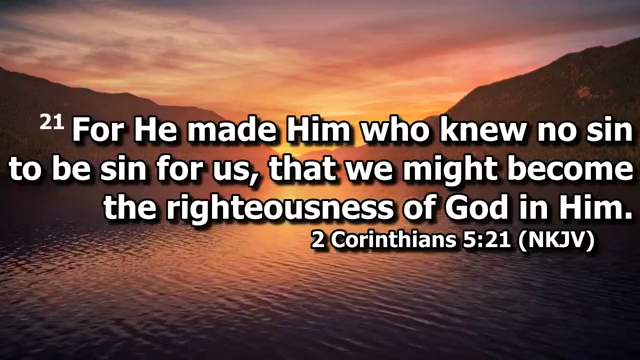 21 For He made Him who knew no sin
to be sin for us, that we might become
the righteousness of God in Him.
2 Corinthians 5:21 (NKJV)